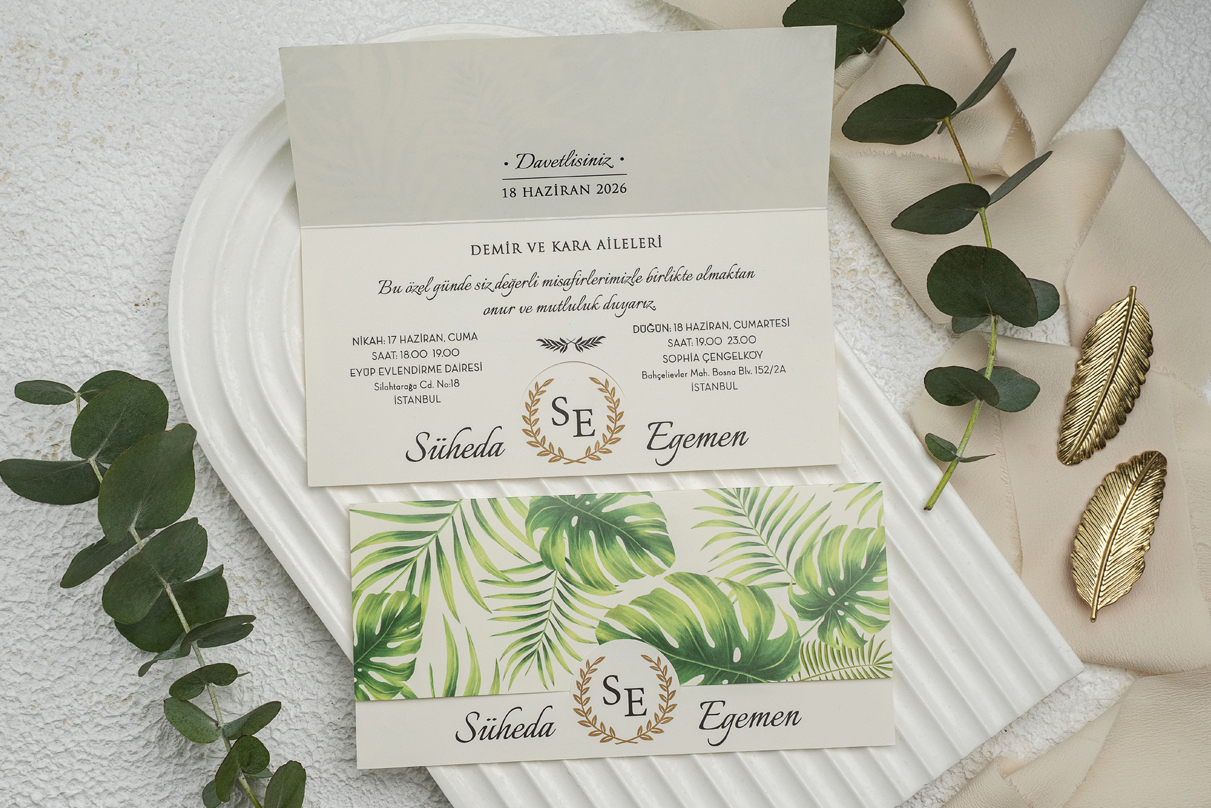 • Davetlisiniz •
18 HAZİRAN 2026
DEMİR VE KARA AİLELERİ
Bu özel günde siz değerli misafirlerimizle birlikte olmaktan
onur ve mutluluk duyarız.
NİKAH: 17 HAZİRAN, CUMA
SAAT: 18.00 19.00
EYÜP EVLENDİRME DAİRESİ
Silahtarağa Cd. No:18
İSTANBUL
DÜĞÜN: 18 HAZİRAN, CUMARTESİ
SAAT: 19.00 23.00
SOPHİA ÇENGELKÖY
Bahçelievler Mah. Bosna Blv. 152/2A
İSTANBUL
SE
Süheda Egemen
SE
Süheda Egemen